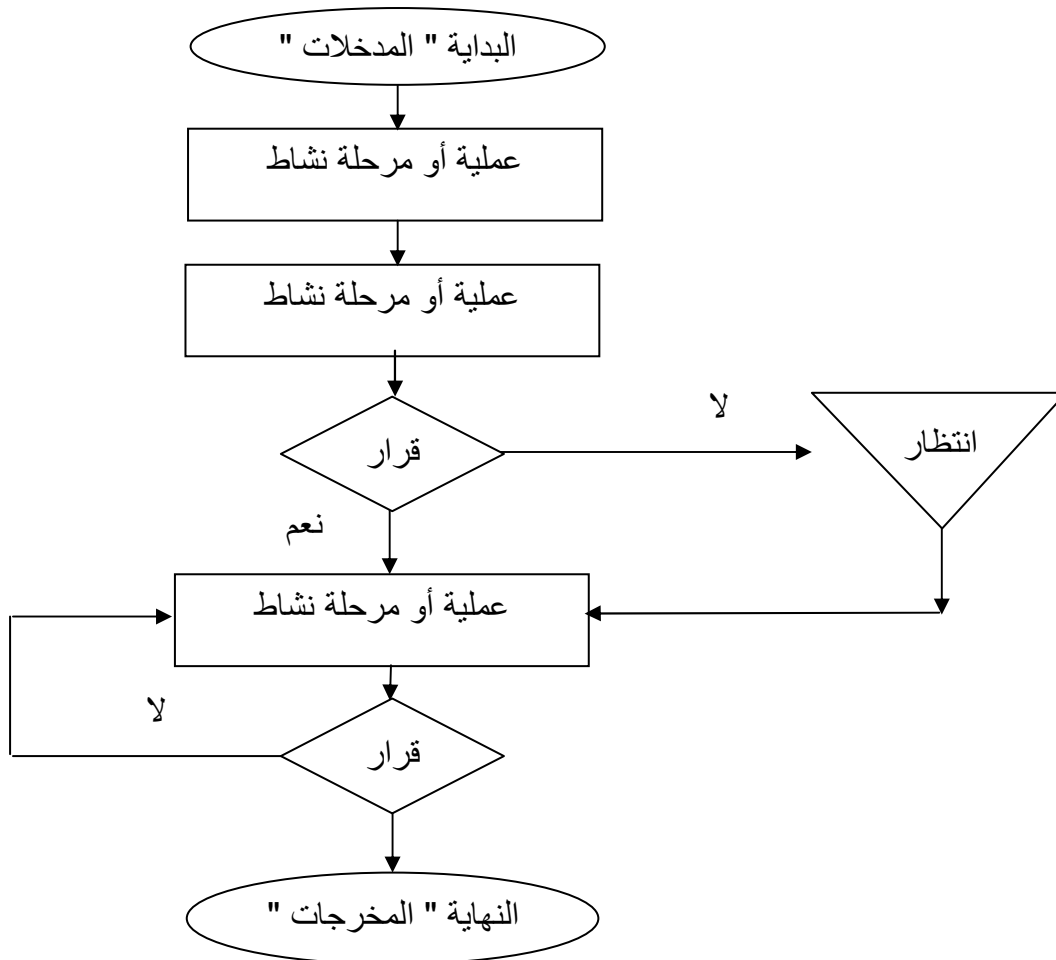 البداية " المدخلات "
عملية أو مرحلة نشاط
عملية أو مرحلة نشاط
لا
قرار
انتظار
نعم
عملية أو مرحلة نشاط
لا
قرار
النهاية " المخرجات "